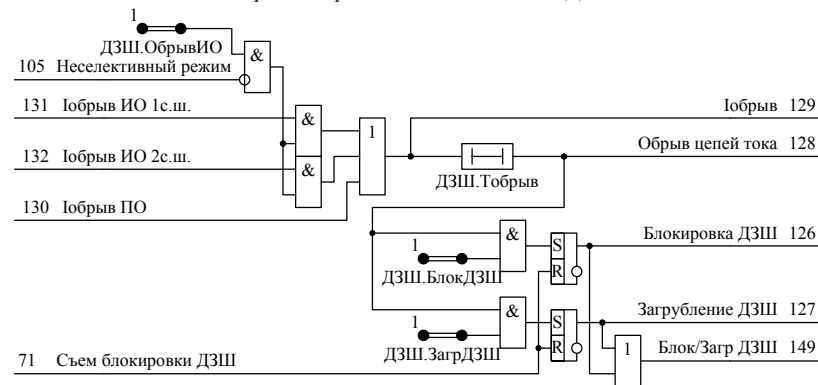 1
ДЗШ.ОбрывИО
&
105 Неселективный режим
131 Iобрыв ИО 1с.ш.
&
1
Iобрыв 129
132 Iобрыв ИО 2с.ш.
&
Обрыв цепей тока 128
ДЗШ.Тобрыв
130 Iобрыв ПО
&
1
ДЗШ.БлокДЗШ
S
R
Блокировка ДЗШ 126
&
1
ДЗШ.ЗагрДЗШ
S
R
Загрубление ДЗШ 127
1
Блок/Загр ДЗШ 149
71 Съем блокировки ДЗШ